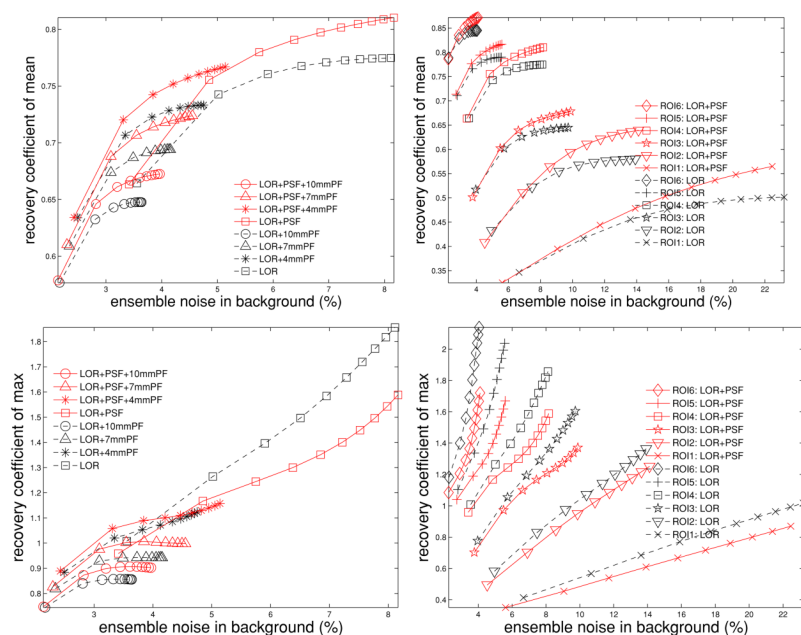 recovery coefficient of mean
0.8
0.75
0.7
0.65
0.6
LOR+PSF+10mmPF
LOR+PSF+7mmPF
LOR+PSF+4mmPF
LOR+PSF
LOR+10mmPF
LOR+7mmPF
LOR+4mmPF
LOR
3 4 5 6 7 8
ensemble noise in background (%)
recovery coefficient of mean
0.85
0.8
0.75
0.7
0.65
0.6
0.55
0.5
0.45
0.4
0.35
ROI6: LOR+PSF
ROI5: LOR+PSF
ROI4: LOR+PSF
ROI3: LOR+PSF
ROI2: LOR+PSF
ROI1: LOR+PSF
ROI6: LOR
ROI5: LOR
ROI4: LOR
ROI3: LOR
ROI2: LOR
ROI1: LOR
4 6 8 10 12 14 16 18 20 22
ensemble noise in background (%)
recovery coefficient of max
1.8
1.7
1.6
1.5
1.4
1.3
1.2
1.1
1
0.9
0.8
LOR+PSF+10mmPF
LOR+PSF+7mmPF
LOR+PSF+4mmPF
LOR+PSF
LOR+10mmPF
LOR+7mmPF
LOR+4mmPF
LOR
3 4 5 6 7 8
ensemble noise in background (%)
recovery coefficient of max
2
1.8
1.6
1.4
1.2
1
0.8
0.6
0.4
ROI6: LOR+PSF
ROI5: LOR+PSF
ROI4: LOR+PSF
ROI3: LOR+PSF
ROI2: LOR+PSF
ROI1: LOR+PSF
ROI6: LOR
ROI5: LOR
ROI4: LOR
ROI3: LOR
ROI2: LOR
ROI1: LOR
4 6 8 10 12 14 16 18 20 22
ensemble noise in background (%)